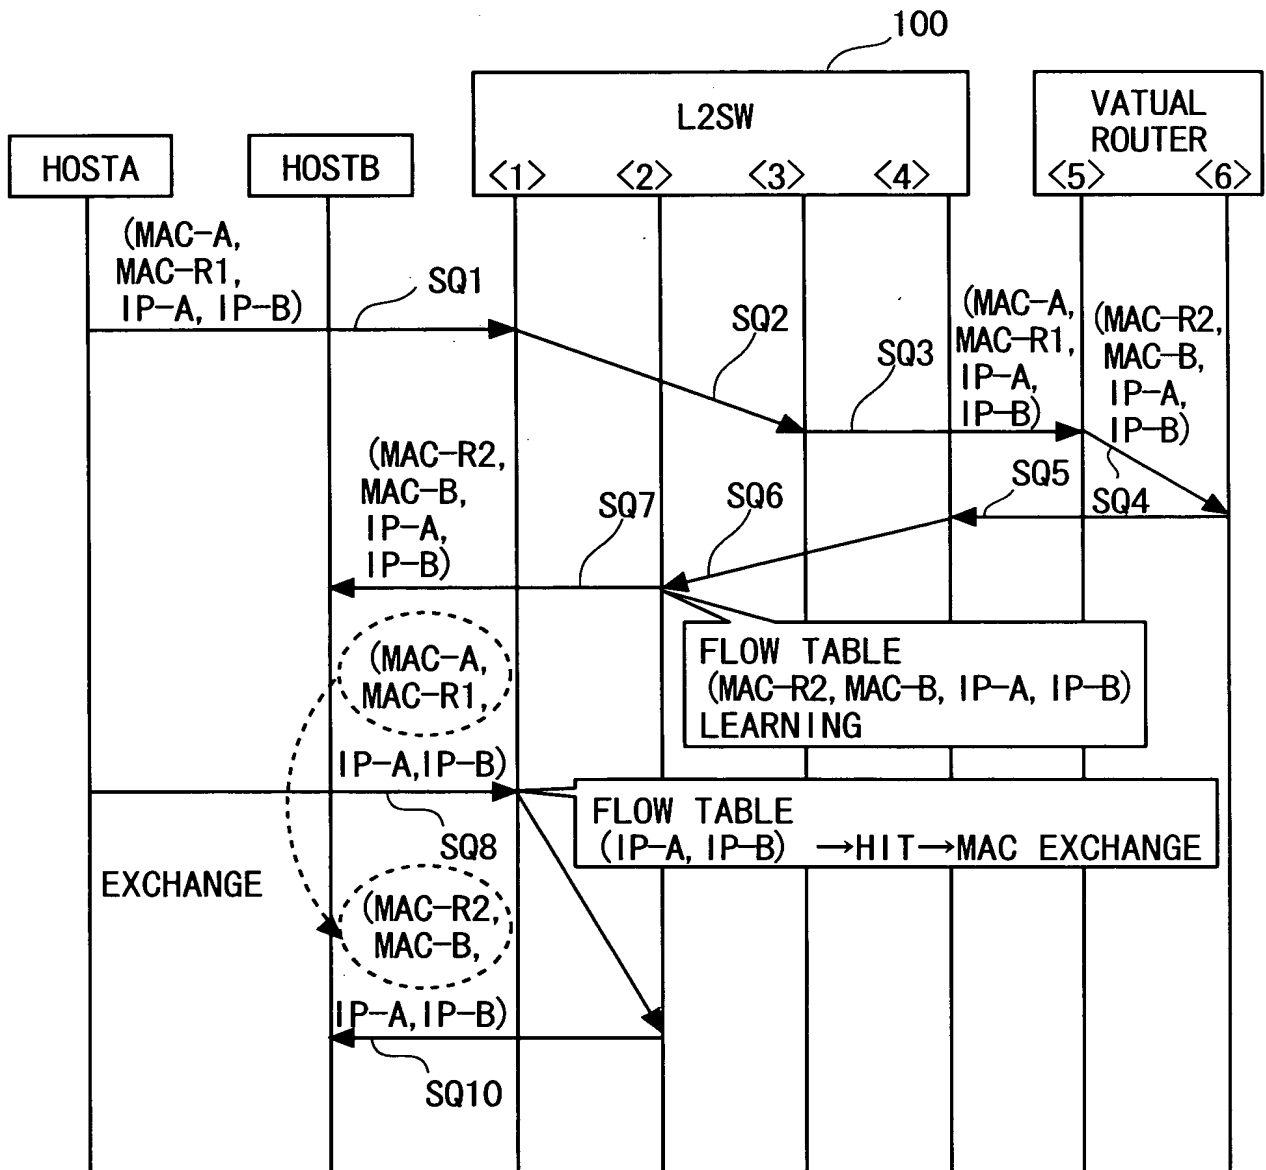 100
L2SW
<1> <2> <3> <4>
VATUAL
ROUTER
<5> <6>
HOSTA
HOSTB
(MAC-A,
MAC-R1,
IP-A, IP-B)
SQ1
SQ2
SQ3
(MAC-A,
MAC-R1,
IP-A,
IP-B)
(MAC-R2,
MAC-B,
IP-A,
IP-B)
SQ4
SQ5
SQ6
SQ7
(MAC-R2,
MAC-B,
IP-A,
IP-B)
FLOW TABLE
(MAC-R2, MAC-B, IP-A, IP-B)
LEARNING
(MAC-A,
MAC-R1,
IP-A, IP-B)
SQ8
FLOW TABLE
(IP-A, IP-B) →HIT→MAC EXCHANGE
EXCHANGE
(MAC-R2,
MAC-B,
IP-A, IP-B)
SQ10